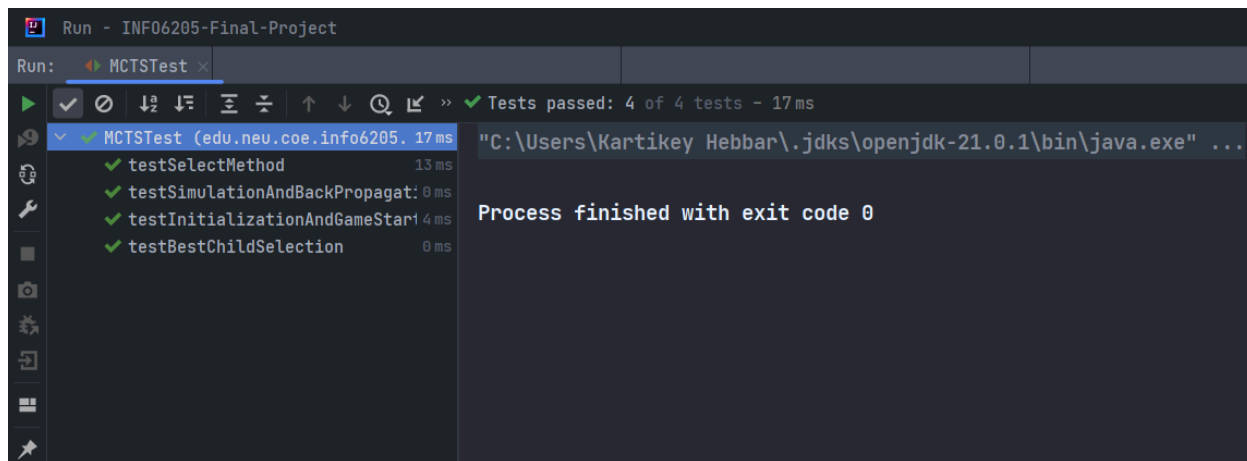 Run - INFO6205-Final-Project
Run: MCTSTest
Tests passed: 4 of 4 tests – 17 ms
MCTSTest (edu.neu.coe.info6205. 17 ms
testSelectMethod 13 ms
testSimulationAndBackPropagati 0 ms
testInitializationAndGameStart 4 ms
testBestChildSelection 0 ms
"C:\Users\Kartikey Hebbar\.jdks\openjdk-21.0.1\bin\java.exe" ...
Process finished with exit code 0